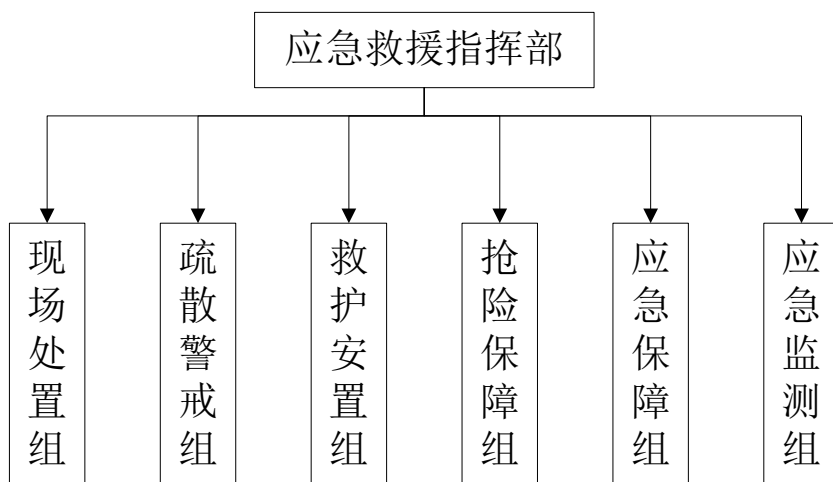 应急救援指挥部
现场处置组
疏散警戒组
救护安置组
抢险保障组
应急保障组
应急监测组